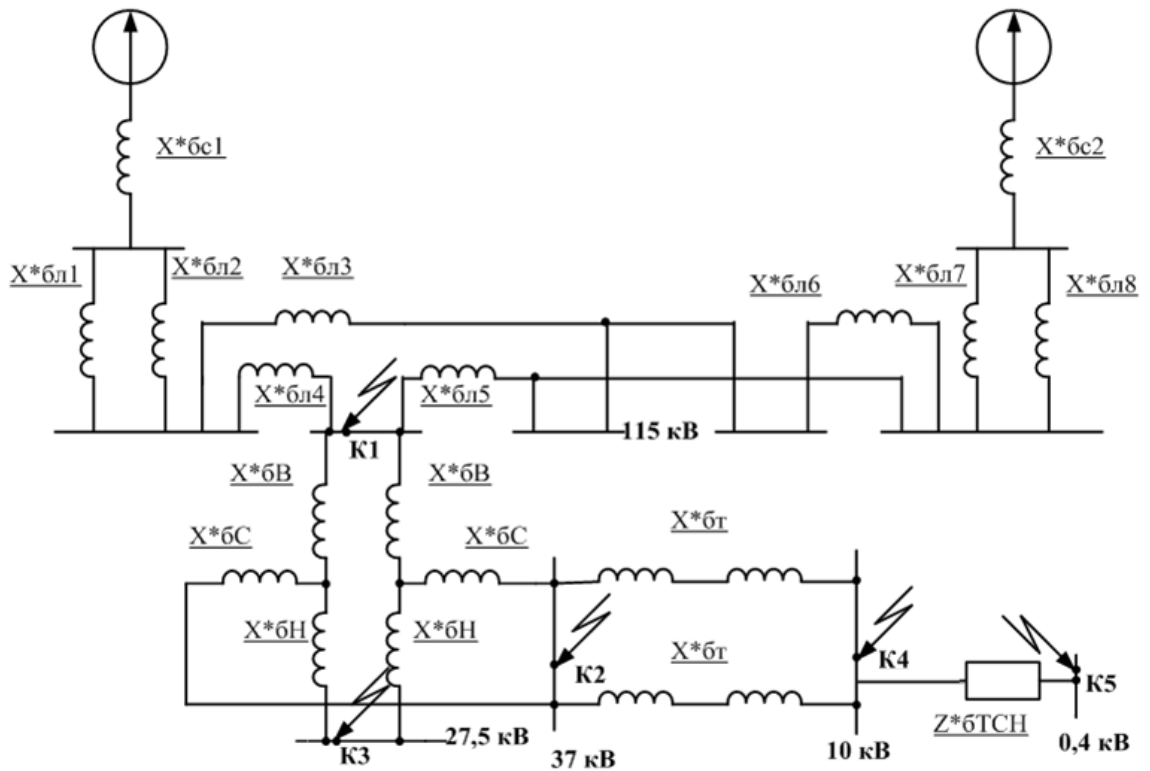 X*бс1
X*бс2
X*бл1
X*бл2
X*бл3
X*бл6
X*бл7
X*бл8
X*бл4
X*бл5
К1
115 кВ
X*бВ
X*бВ
X*бС
X*бС
X*бт
X*бН
X*бН
X*бт
К2
К4
К5
Z*бТСН
К3
27,5 кВ
37 кВ
10 кВ
0,4 кВ